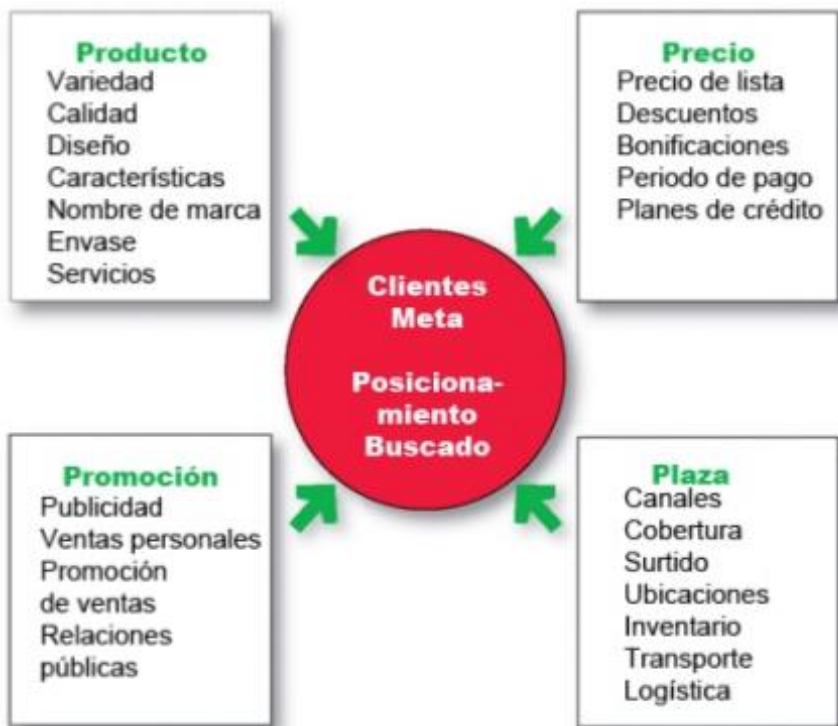 Producto
Variedad
Calidad
Diseño
Características
Nombre de marca
Envase
Servicios
Precio
Precio de lista
Descuentos
Bonificaciones
Periodo de pago
Planes de crédito
Clientes
Meta
Posiciona-
miento
Buscado
Promoción
Publicidad
Ventas personales
Promoción
de ventas
Relaciones
públicas
Plaza
Canales
Cobertura
Surtido
Ubicaciones
Inventario
Transporte
Logística